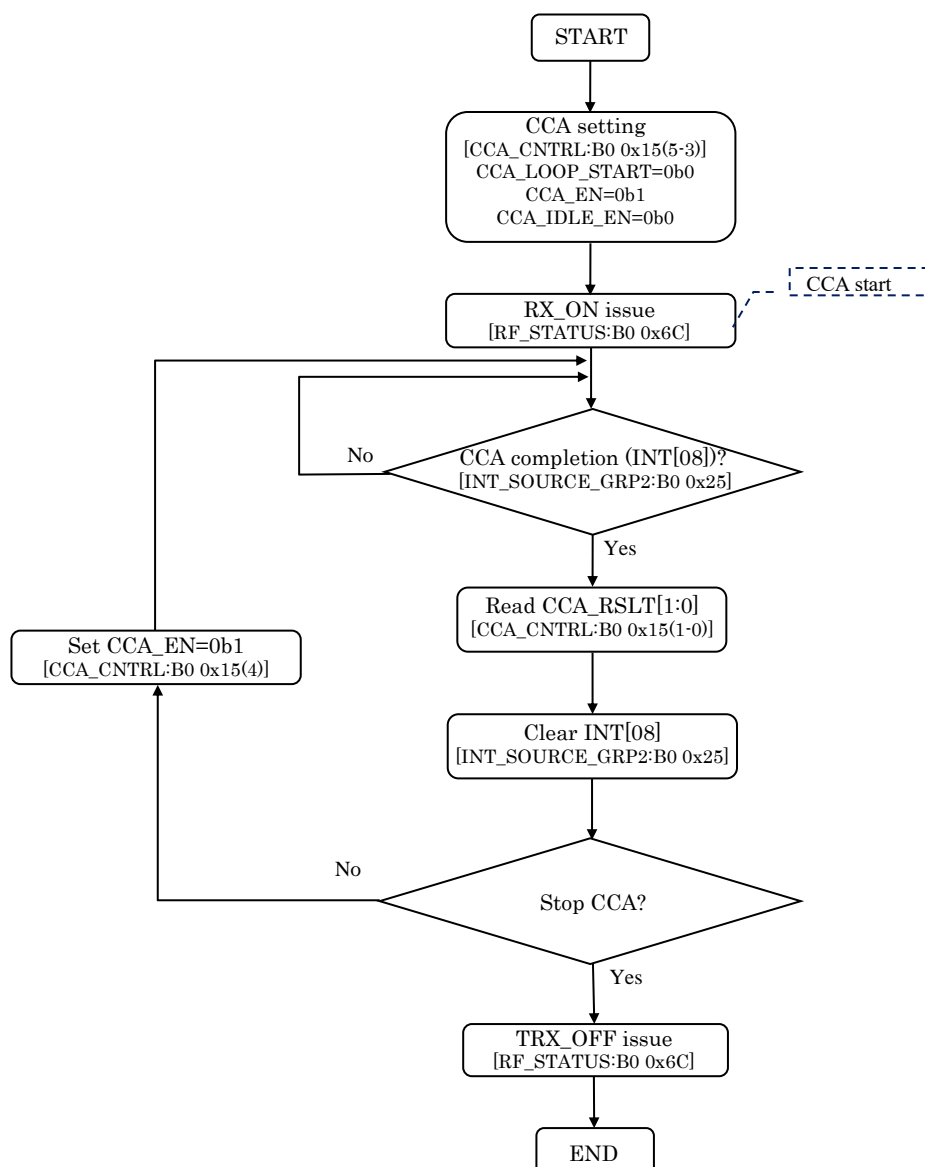 START
CCA setting
[CCA_CNTRL:B0 0x15(5-3)]
CCA_LOOP_START=0b0
CCA_EN=0b1
CCA_IDLE_EN=0b0
CCA start
RX_ON issue
[RF_STATUS:B0 0x6C]
No
CCA completion (INT[08])?
[INT_SOURCE_GRP2:B0 0x25]
Yes
Read CCA_RSLT[1:0]
[CCA_CNTRL:B0 0x15(1-0)]
Set CCA_EN=0b1
[CCA_CNTRL:B0 0x15(4)]
Clear INT[08]
[INT_SOURCE_GRP2:B0 0x25]
No
Stop CCA?
Yes
TRX_OFF issue
[RF_STATUS:B0 0x6C]
END